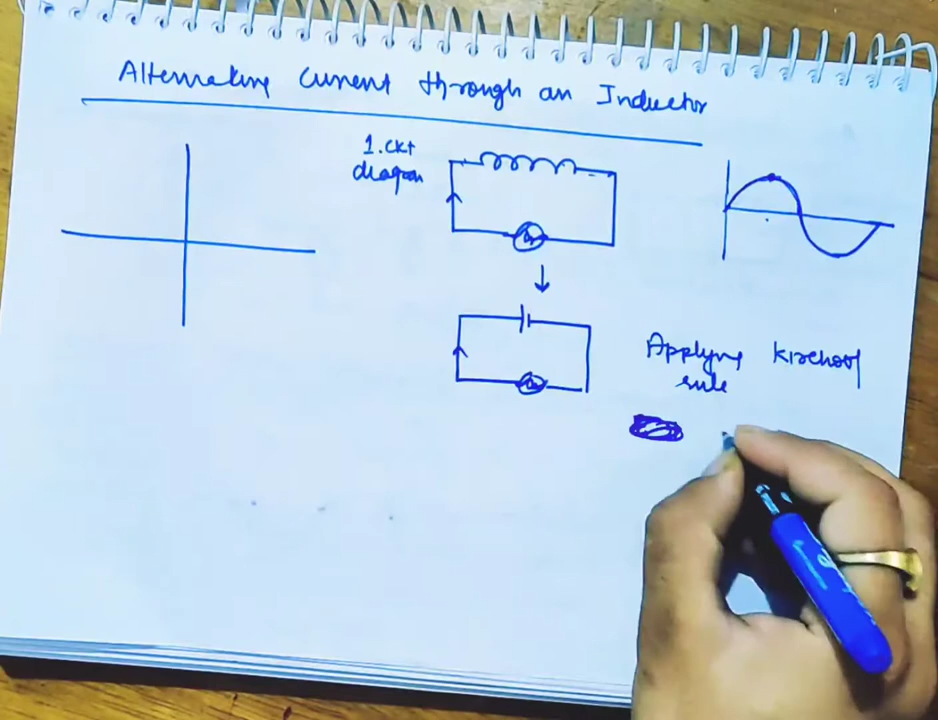 Alternating Current through an Inductor
1. ckt
diagram
Applying kirchoof
rule